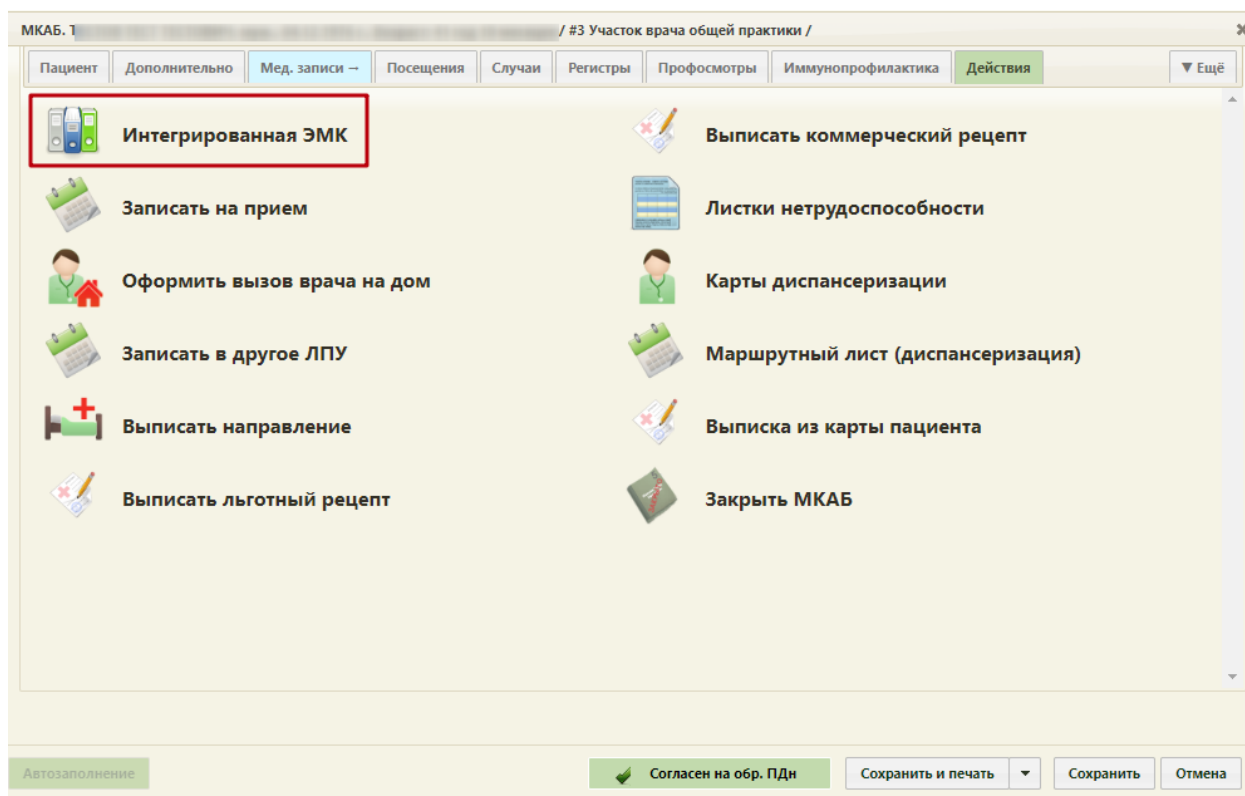 МКАБ. Т / #3 Участок врача общей практики /
Пациент Дополнительно Мед. записи → Посещения Случаи Регистры Профосмотры Иммунопрофилактика Действия ▼ Ещё
Интегрированная ЭМК
Выписать коммерческий рецепт
Записать на прием
Листки нетрудоспособности
Оформить вызов врача на дом
Карты диспансеризации
Записать в другое ЛПУ
Маршрутный лист (диспансеризация)
Выписать направление
Выписка из карты пациента
Выписать льготный рецепт
Закрыть МКАБ
Автозаполнение Согласен на обр. ПДн Сохранить и печать Сохранить Отмена